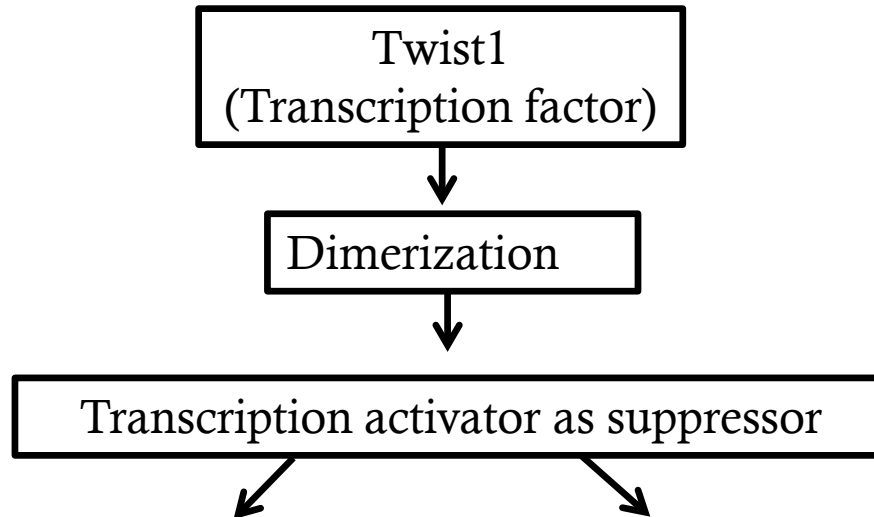 Twist1
(Transcription factor)
Dimerization
Transcription activator as suppressor